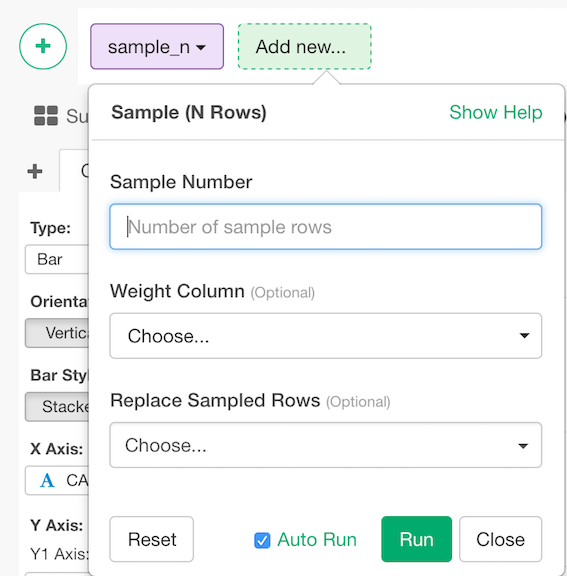 sample_n
Add new...
Su
Sample (N Rows)
Show Help
Sample Number
Number of sample rows
Type:
Bar
Weight Column (Optional)
Choose...
Orienta
Vertica
Bar Sty
Stacke
Replace Sampled Rows (Optional)
Choose...
X Axis:
A CA
Y Axis:
Y1 Axis:
Reset
Auto Run
Run
Close